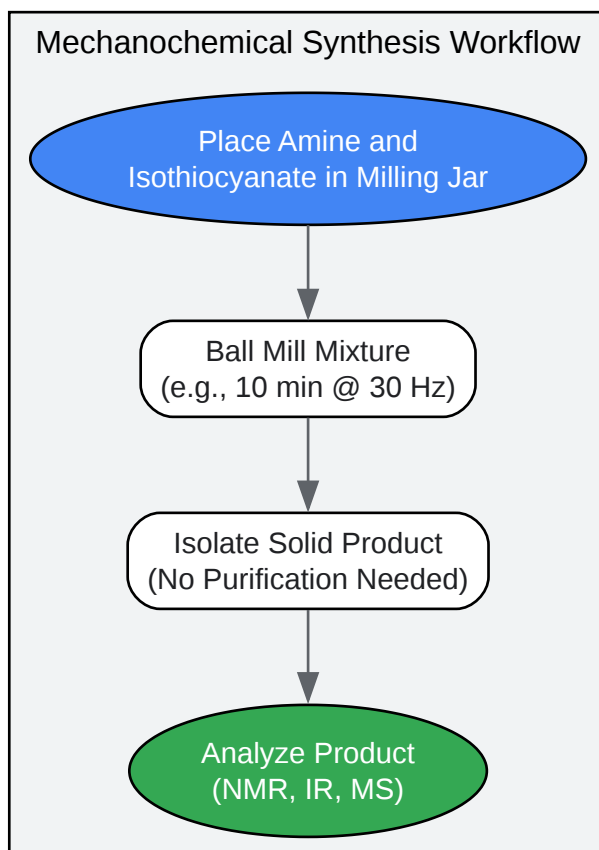 Mechanochemical Synthesis Workflow
Place Amine and
Isothiocyanate in Milling Jar
Ball Mill Mixture
(e.g., 10 min @ 30 Hz)
Isolate Solid Product
(No Purification Needed)
Analyze Product
(NMR, IR, MS)